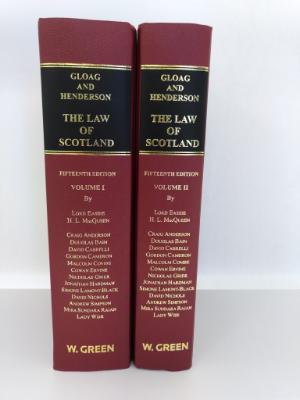 GLOAG
AND
HENDERSON
THE LAW
OF
SCOTLAND
FIFTEENTH EDITION
VOLUME I
By
LORD EASSIE
H. L. MACQUEEN
CRAIG ANDERSON
DOUGLAS BAIN
DAVID CABRELLI
GORDON CAMERON
MALCOLM COMBE
COWAN ERVINE
NICHOLAS GRIER
JONATHAN HARDMAN
SIMONE LAMONT-BLACK
DAVID NICHOLS
ANDREW SIMPSON
MIRA SUNDARA RAJAN
LADY WISE
W. GREEN
GLOAG
AND
HENDERSON
THE LAW
OF
SCOTLAND
FIFTEENTH EDITION
VOLUME II
By
LORD EASSIE
H. L. MACQUEEN
CRAIG ANDERSON
DOUGLAS BAIN
DAVID CABRELLI
GORDON CAMERON
MALCOLM COMBE
COWAN ERVINE
NICHOLAS GRIER
JONATHAN HARDMAN
SIMONE LAMONT-BLACK
DAVID NICHOLS
ANDREW SIMPSON
MIRA SUNDARA RAJAN
LADY WISE
W. GREEN